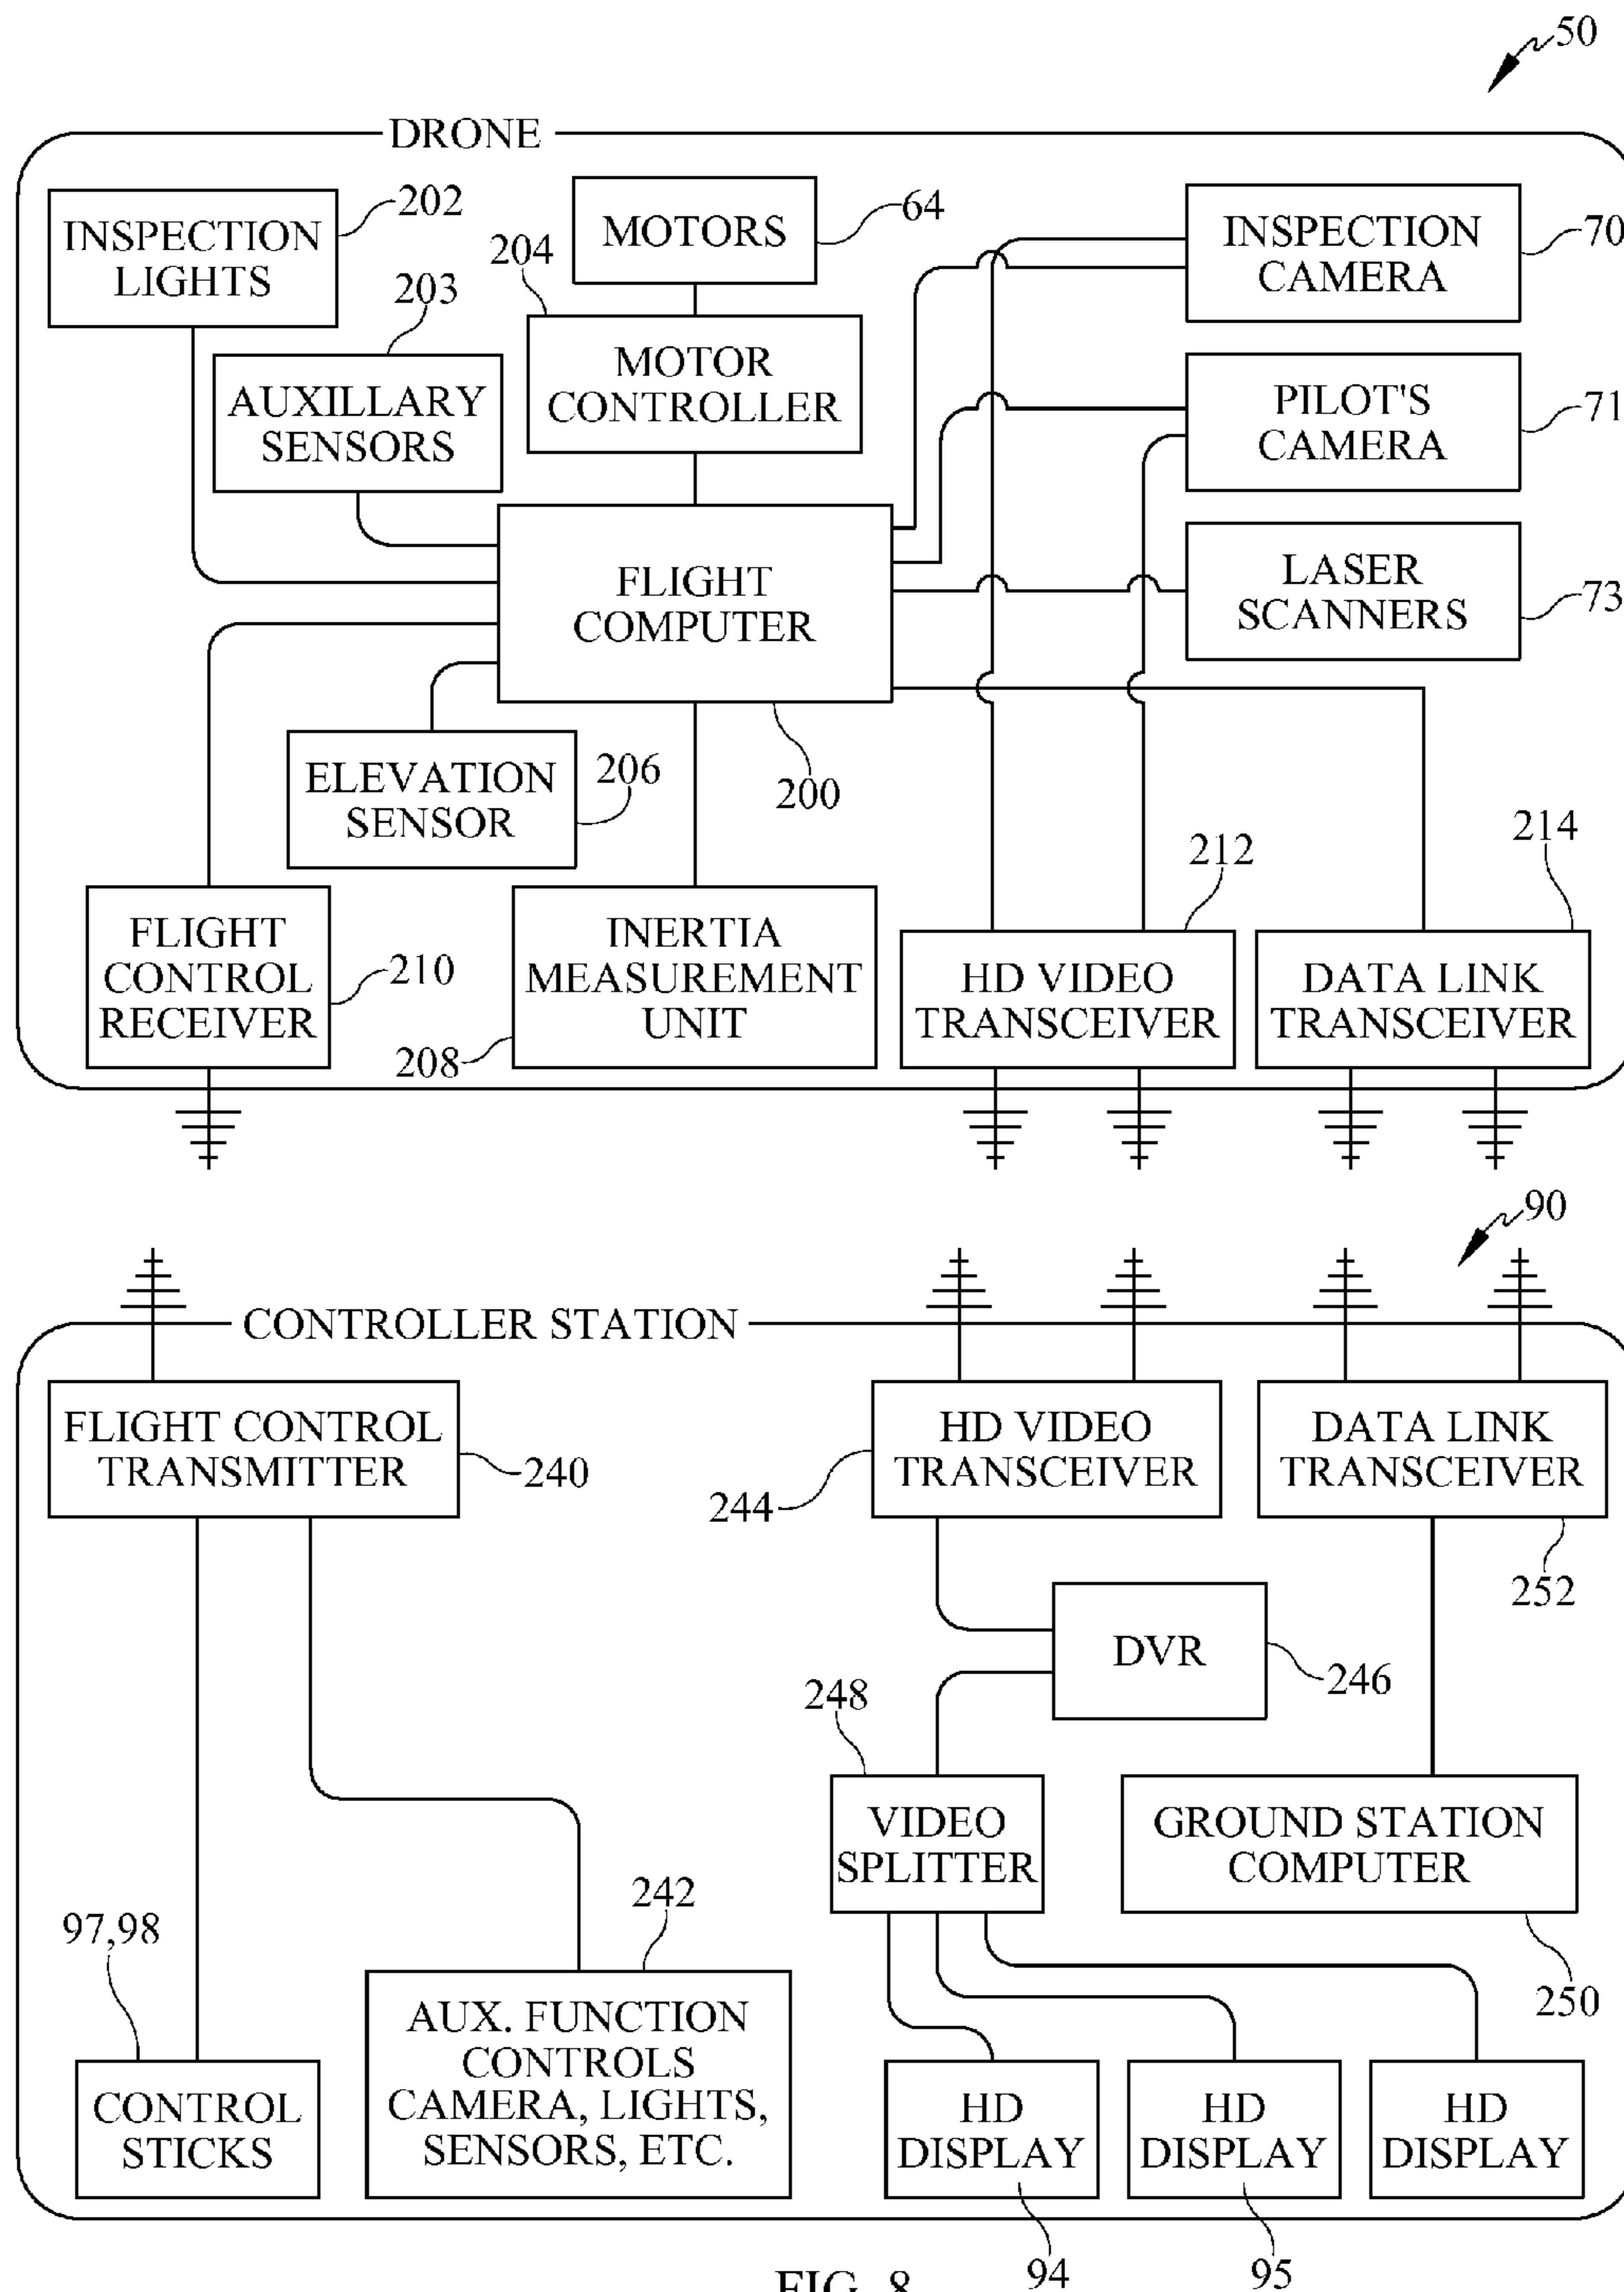 50
DRONE
INSPECTION
LIGHTS
202
MOTORS
64
INSPECTION
CAMERA
70
204
203
AUXILLARY
SENSORS
MOTOR
CONTROLLER
PILOT'S
CAMERA
71
FLIGHT
COMPUTER
LASER
SCANNERS
73
ELEVATION
SENSOR
206
200
212
214
FLIGHT
CONTROL
RECEIVER
210
INERTIA
MEASUREMENT
UNIT
208
HD VIDEO
TRANSCEIVER
DATA LINK
TRANSCEIVER
90
CONTROLLER STATION
FLIGHT CONTROL
TRANSMITTER
240
HD VIDEO
TRANSCEIVER
244
DATA LINK
TRANSCEIVER
252
DVR
246
248
VIDEO
SPLITTER
GROUND STATION
COMPUTER
250
242
97,98
CONTROL
STICKS
AUX. FUNCTION
CONTROLS
CAMERA, LIGHTS,
SENSORS, ETC.
HD
DISPLAY
HD
DISPLAY
HD
DISPLAY
94
95
FIG. 8